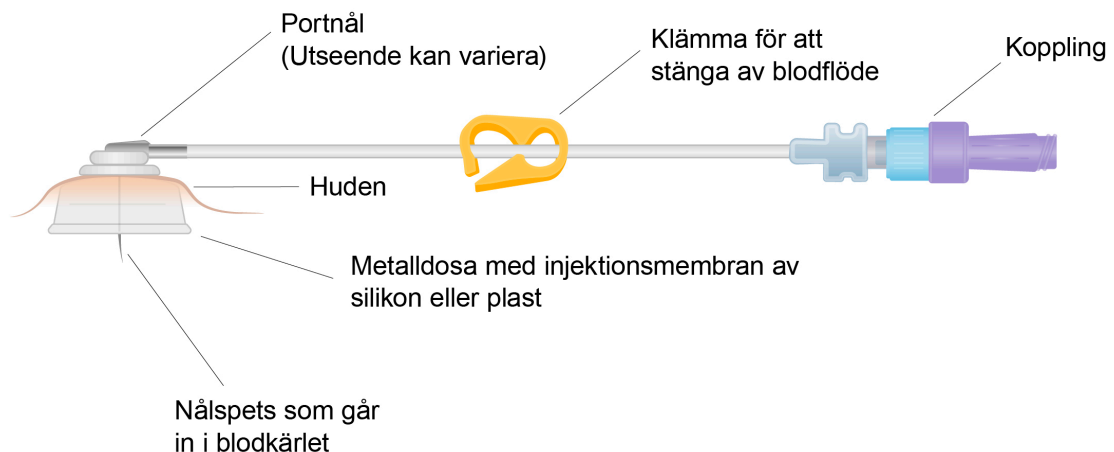 Portnål
(Utseende kan variera)
Klämma för att
stänga av blodflöde
Koppling
Huden
Metalldosa med injektionsmembran av
silikon eller plast
Nålspets som går
in i blodkärlet